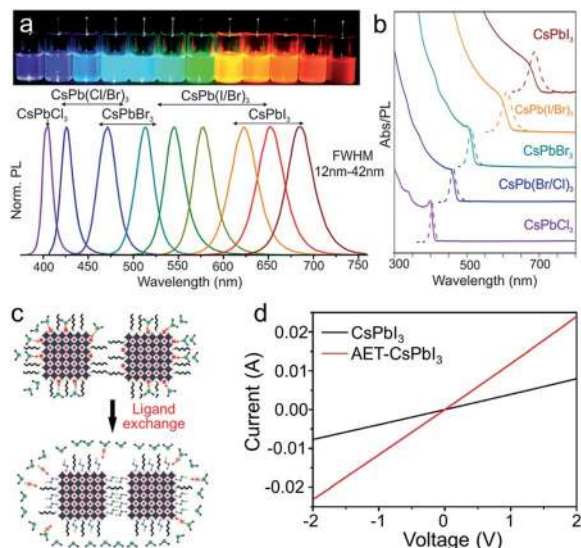 a
CsPb(Cl/Br)₃ CsPb(I/Br)₃
CsPbCl₃ CsPbBr₃ CsPbI₃
FWHM
12nm-42nm
Norm. PL
400 450 500 550 600 650 700 750
Wavelength (nm)
b
CsPbI₃
CsPb(I/Br)₃
CsPbBr₃
CsPb(Br/Cl)₃
CsPbCl₃
Abs/PL
300 500 700
Wavelength (nm)
c
Ligand
exchange
d
CsPbI₃
AET-CsPbI₃
0.02
0.01
0.00
-0.01
-0.02
Current (A)
-2 -1 0 1 2
Voltage (V)